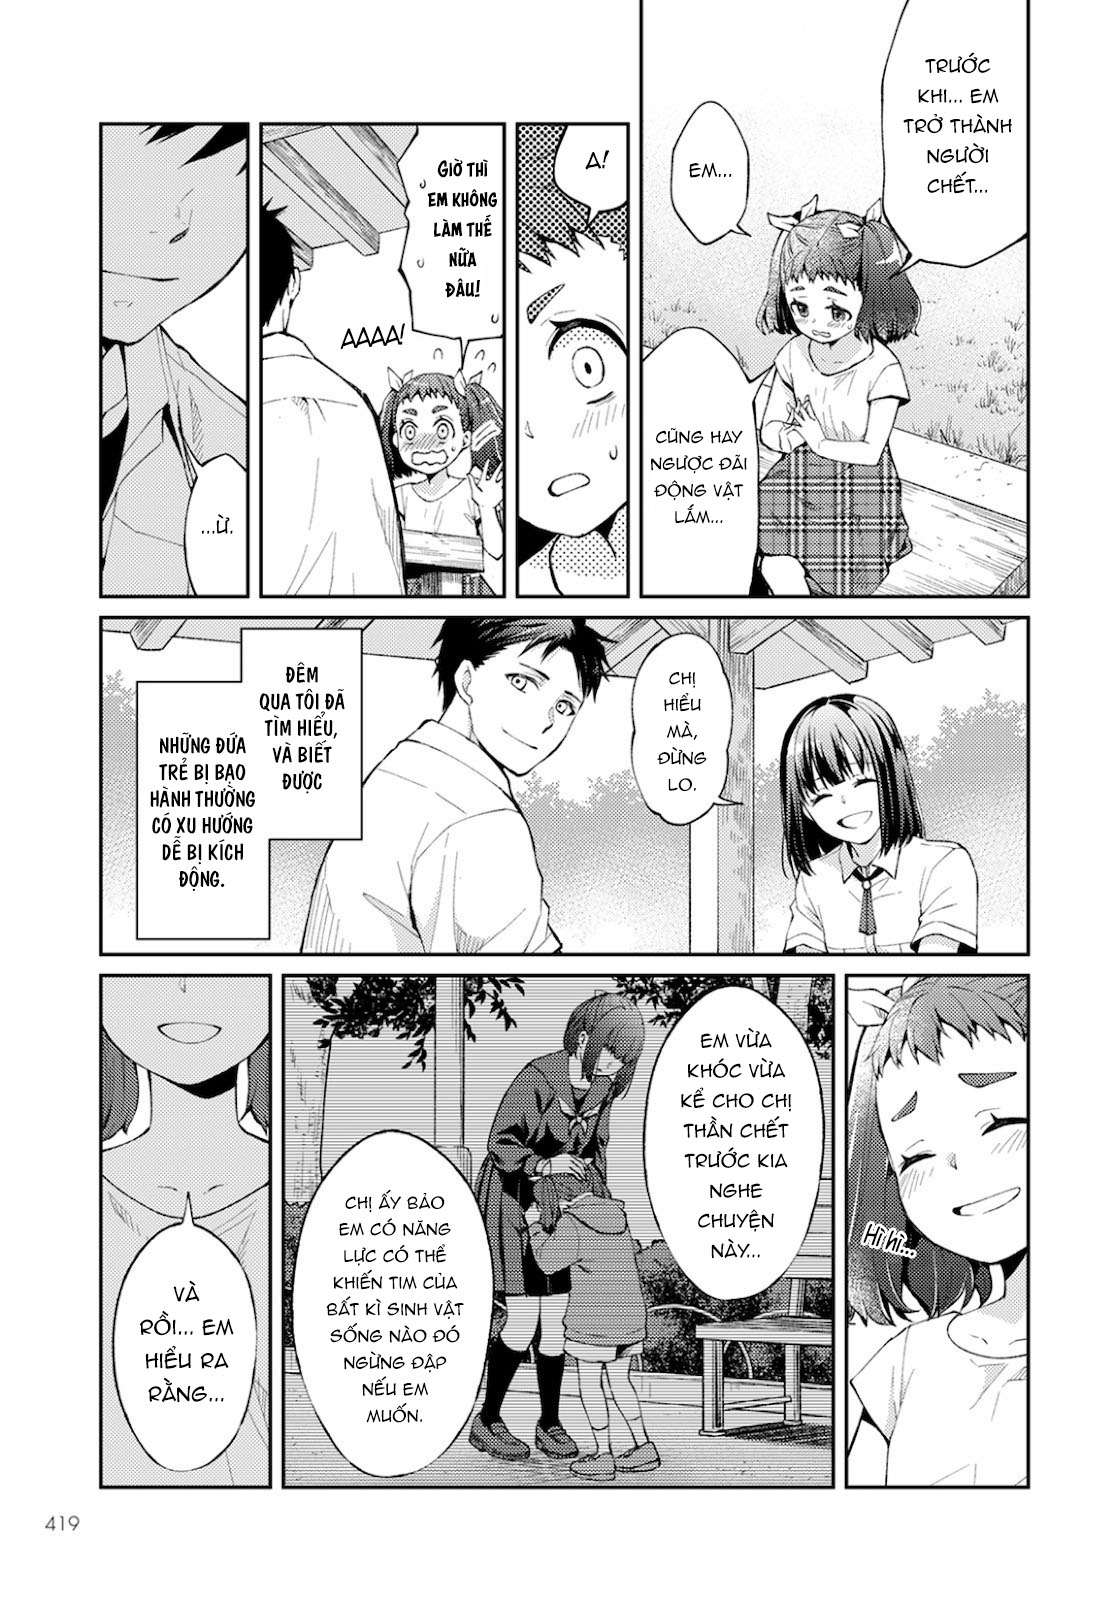 TRƯỚC
KHI... EM
TRỞ THÀNH
NGƯỜI
CHẾT...
EM...
CŨNG HAY
NGƯỢC ĐÃI
ĐỘNG VẬT
LẮM...
A!
GIỜ THÌ
EM KHÔNG
LÀM THẾ
NỮA
ĐÂU!
AAAA!
...Ừ.
CHỊ
HIỂU
MÀ,
ĐỪNG
LO.
ĐÊM
QUA TÔI ĐÃ
TÌM HIỂU,
VÀ BIẾT
ĐƯỢC
NHỮNG ĐỨA
TRẺ BỊ BẠO
HÀNH THƯỜNG
CÓ XU HƯỚNG
DỄ BỊ KÍCH
ĐỘNG.
Hì hì...
EM VỪA
KHÓC VỪA
KỂ CHO CHỊ
THẦN CHẾT
TRƯỚC KIA
NGHE
CHUYỆN
NÀY...
CHỊ ẤY BẢO
EM CÓ NĂNG
LỰC CÓ THỂ
KHIẾN TIM CỦA
BẤT KÌ SINH VẬT
SỐNG NÀO ĐÓ
NGỪNG ĐẬP
NẾU EM
MUỐN.
VÀ
RỒI... EM
HIỂU RA
RẰNG...
419